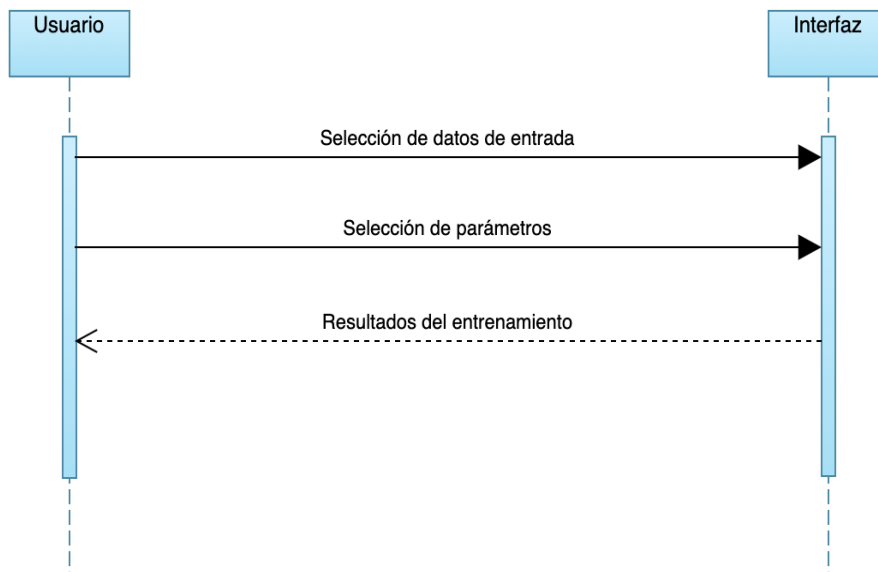 Usuario
Interfaz
Selección de datos de entrada
Selección de parámetros
Resultados del entrenamiento